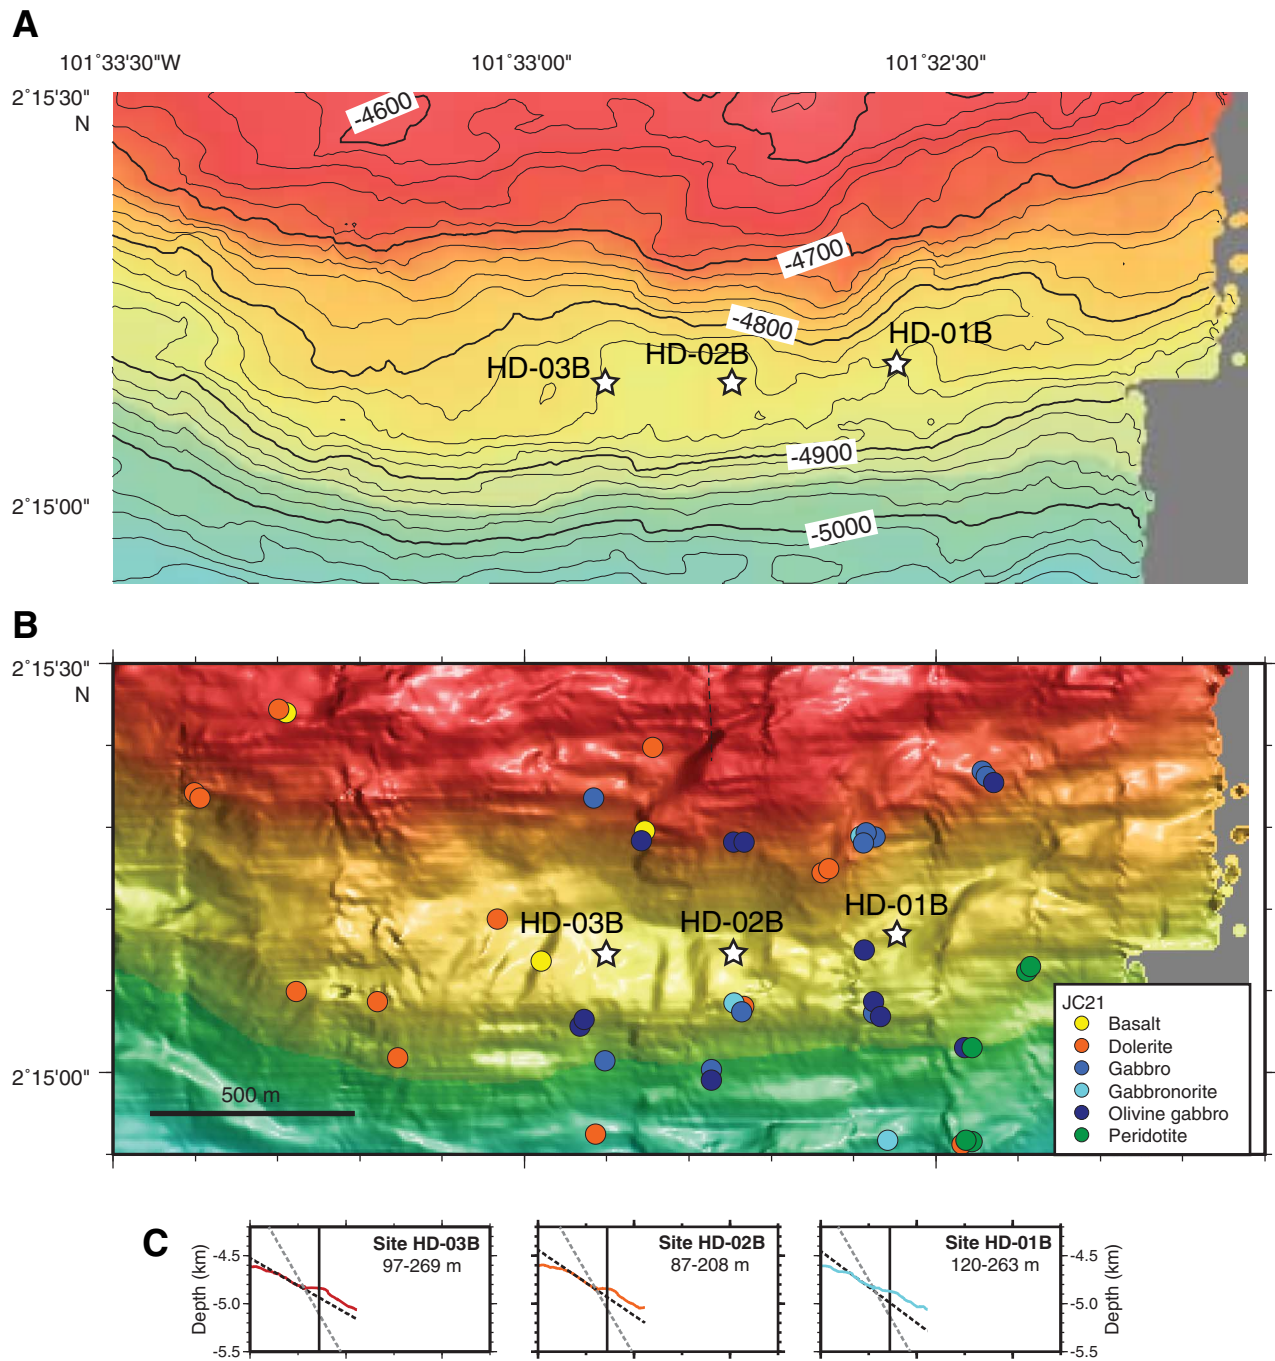 A
101˚33'30"W
101˚33'00"
101˚32'30"
2˚15'30"
N
-4600
-4700
-4800
HD-01B
HD-02B
HD-03B
-4900
2˚15'00"
-5000
B
2˚15'30"
N
HD-03B
HD-02B
HD-01B
2˚15'00"
500 m
JC21
Basalt
Dolerite
Gabbro
Gabbronorite
Olivine gabbro
Peridotite
C
Depth (km)
-4.5
-5.0
-5.5
Site HD-03B
97-269 m
Site HD-02B
87-208 m
Site HD-01B
120-263 m
-4.5
-5.0
-5.5
Depth (km)